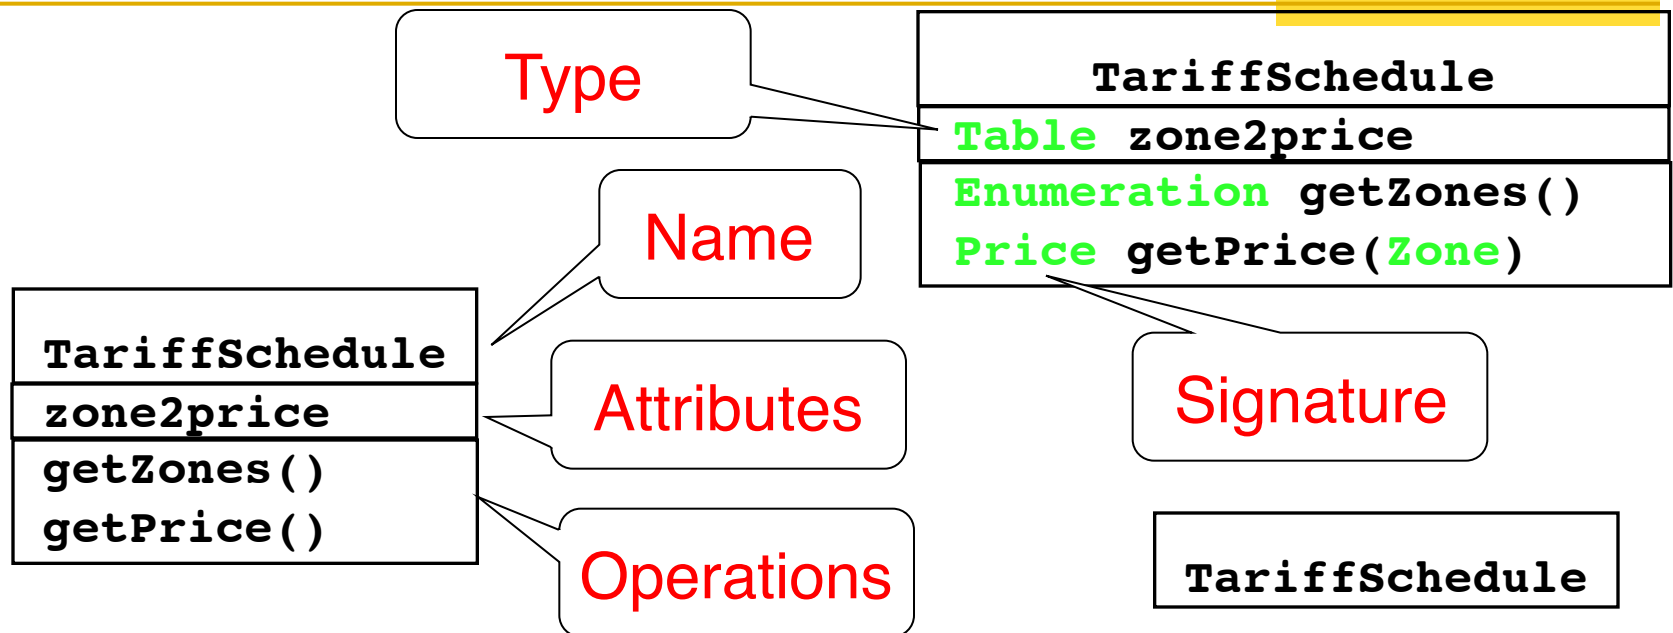 Type
TariffSchedule
Table zone2price
Enumeration getZones()
Price getPrice(Zone)
Name
TariffSchedule
zone2price
getZones()
getPrice()
Attributes
Signature
Operations
TariffSchedule